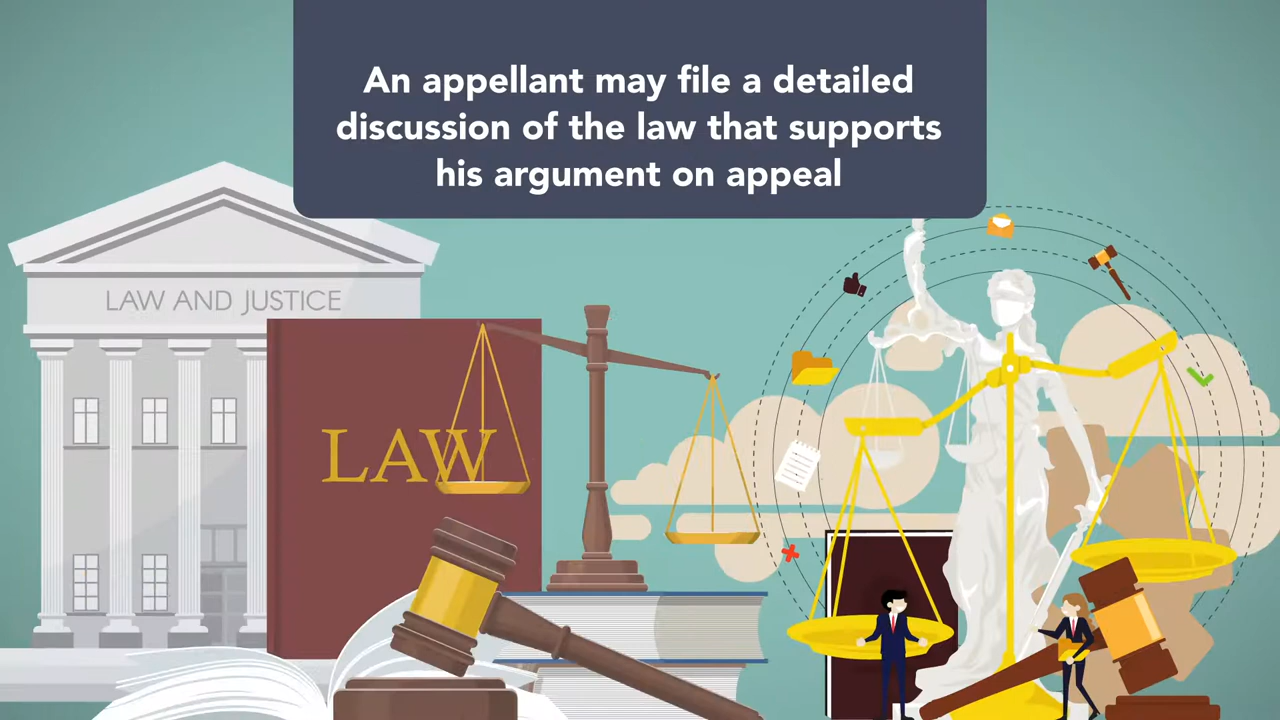 An appellant may file a detailed
discussion of the law that supports
his argument on appeal
LAW AND JUSTICE
LAW